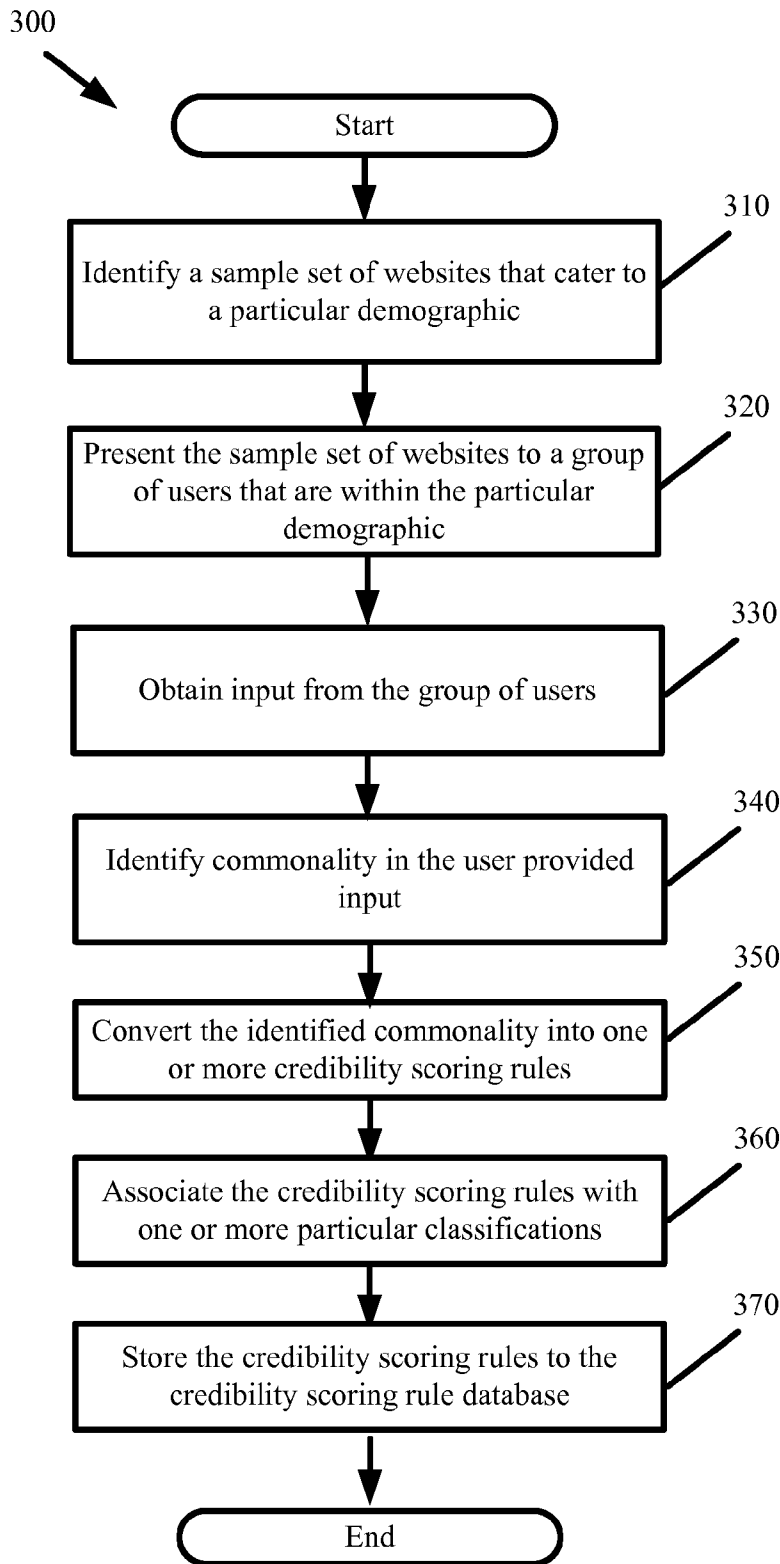 300
Start
310
Identify a sample set of websites that cater to
a particular demographic
320
Present the sample set of websites to a group
of users that are within the particular
demographic
330
Obtain input from the group of users
340
Identify commonality in the user provided
input
350
Convert the identified commonality into one
or more credibility scoring rules
360
Associate the credibility scoring rules with
one or more particular classifications
370
Store the credibility scoring rules to the
credibility scoring rule database
End